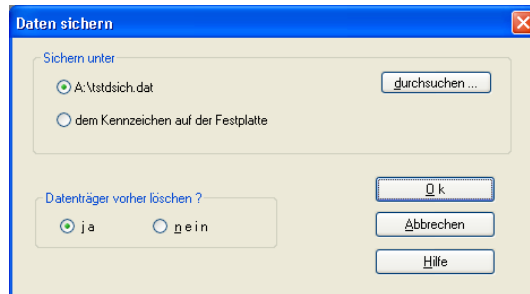 Daten sichern
Sichern unter
A:\tstdsich.dat
durchsuchen ...
dem Kennzeichen auf der Festplatte
Datenträger vorher löschen ?
ja
nein
Ok
Abbrechen
Hilfe